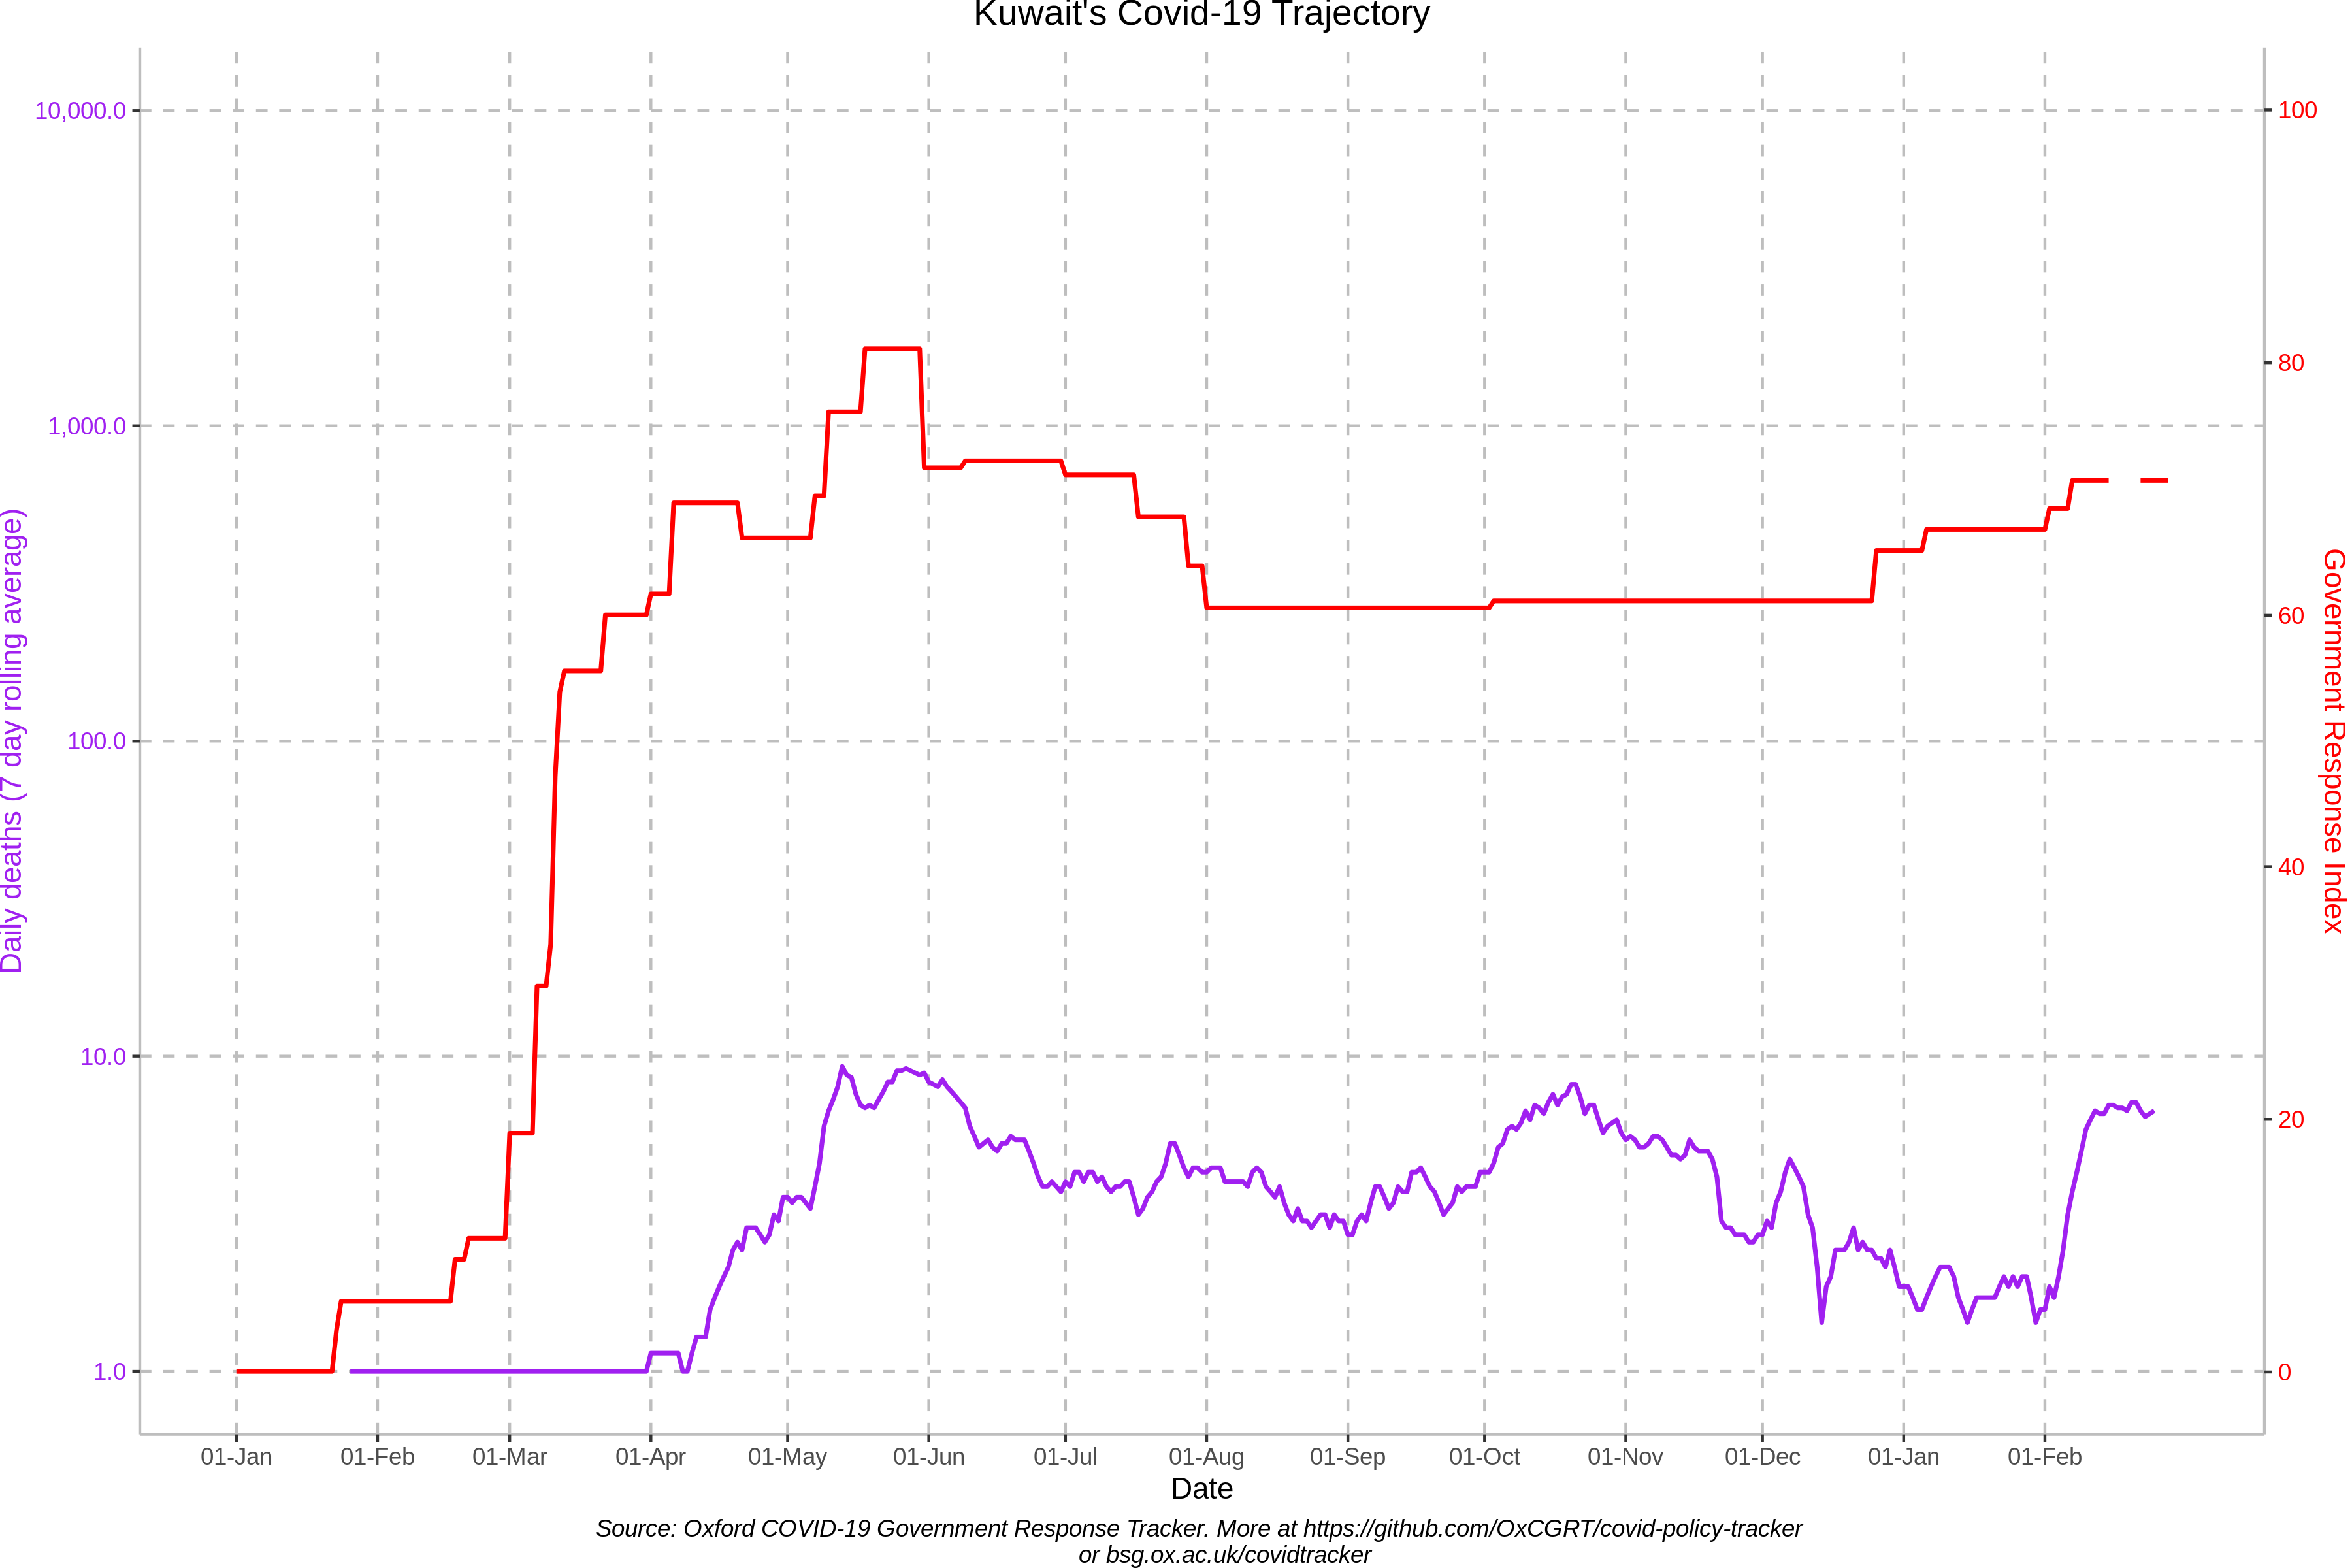 Kuwait's Covid-19 Trajectory
10,000.0
1,000.0
100.0
10.0
1.0
Daily deaths (7 day rolling average)
100
80
60
40
20
0
Government Response Index
01-Jan 01-Feb 01-Mar 01-Apr 01-May 01-Jun 01-Jul 01-Aug 01-Sep 01-Oct 01-Nov 01-Dec 01-Jan 01-Feb
Date
Source: Oxford COVID-19 Government Response Tracker. More at https://github.com/OxCGRT/covid-policy-tracker
or bsg.ox.ac.uk/covidtracker